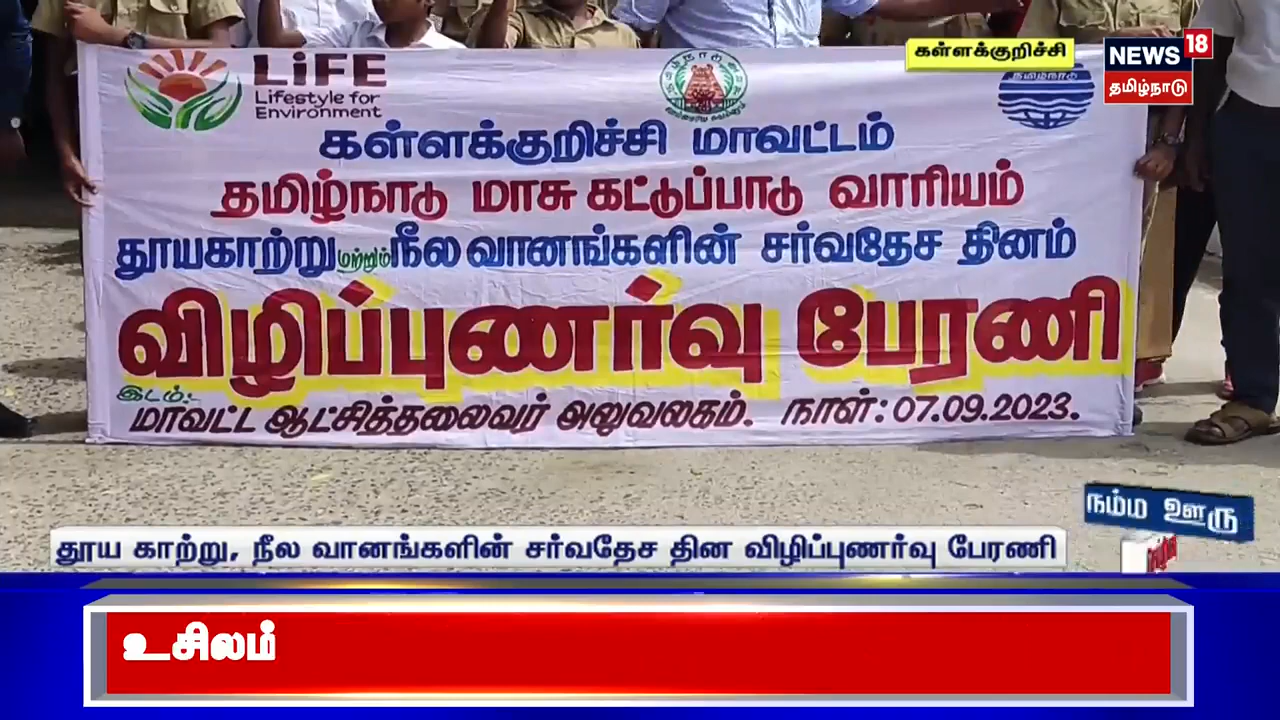 கள்ளக்குறிச்சி
NEWS 18
தமிழ்நாடு
LiFE
Lifestyle for
Environment
தமிழ்நாடு
கள்ளக்குறிச்சி மாவட்டம்
தமிழ்நாடு மாசு கட்டுப்பாடு வாரியம்
தூயகாற்று மற்றும் நீல வானங்களின் சர்வதேச தினம்
விழிப்புணர்வு பேரணி
இடம்:
மாவட்ட ஆட்சித்தலைவர் அலுவலகம். நாள்: 07.09.2023.
நம்ம ஊரு
தூய காற்று, நீல வானங்களின் சர்வதேச தின விழிப்புணர்வு பேரணி
உசிலம்